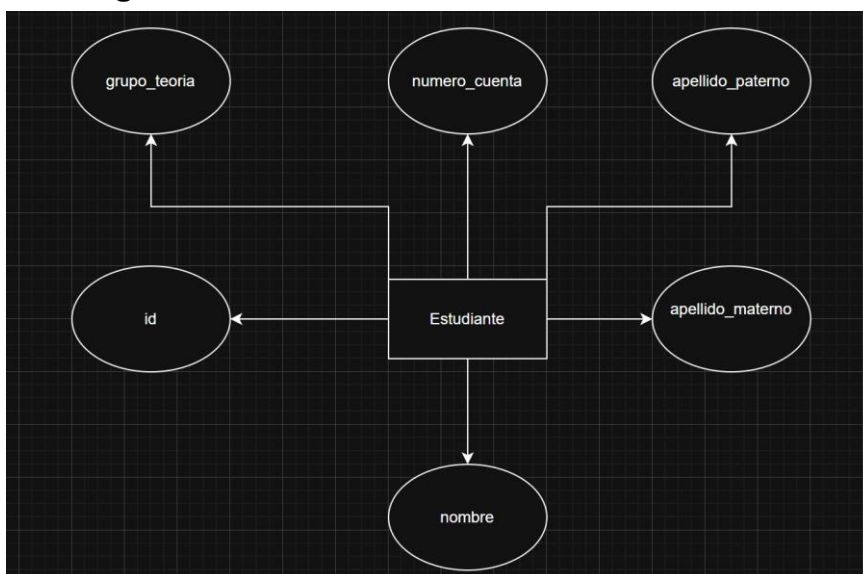 grupo_teoria
numero_cuenta
apellido_paterno
id
Estudiante
apellido_materno
nombre